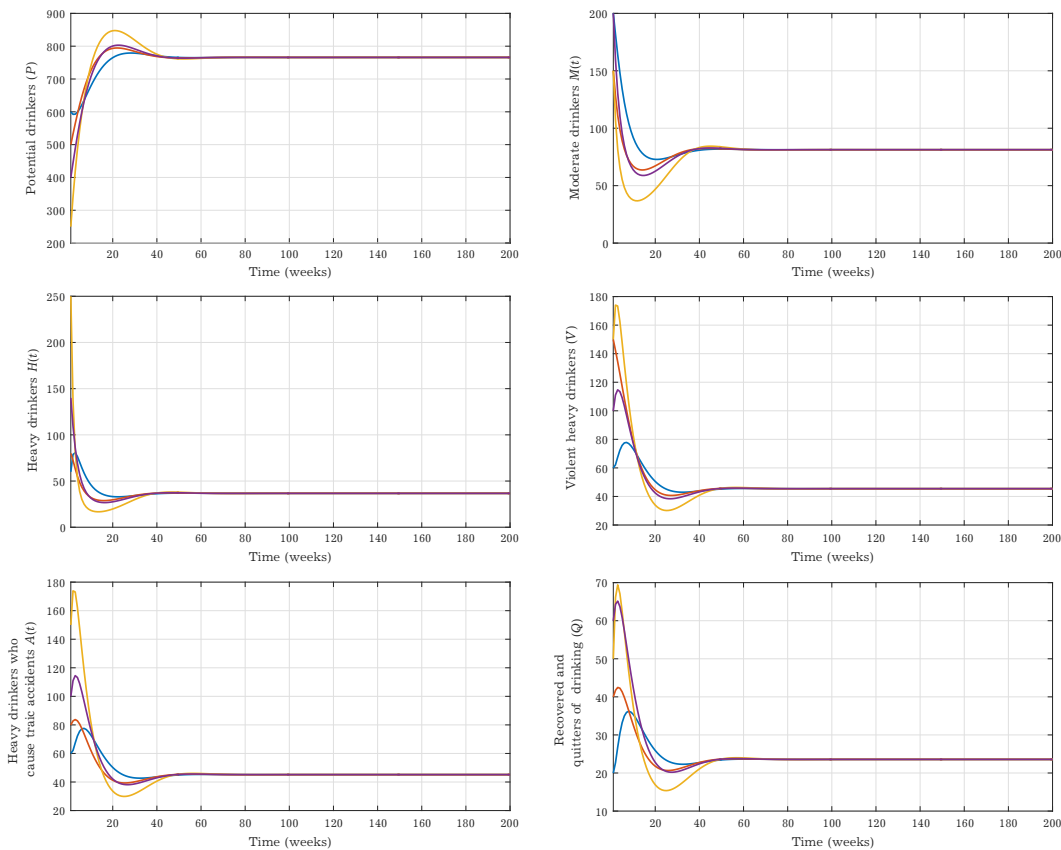 900
800
700
600
500
400
300
200
Potential drinkers (P)
20 40 60 80 100 120 140 160 180 200
Time (weeks)
200
150
100
50
0
Moderate drinkers M(t)
20 40 60 80 100 120 140 160 180 200
Time (weeks)
250
200
150
100
50
0
Heavy drinkers H(t)
20 40 60 80 100 120 140 160 180 200
Time (weeks)
180
160
140
120
100
80
60
40
20
Violent heavy drinkers (V)
20 40 60 80 100 120 140 160 180 200
Time (weeks)
180
160
140
120
100
80
60
40
20
Heavy drinkers who
cause traic accidents A(t)
20 40 60 80 100 120 140 160 180 200
Time (weeks)
70
60
50
40
30
20
10
Recovered and
quitters of drinking (Q)
20 40 60 80 100 120 140 160 180 200
Time (weeks)